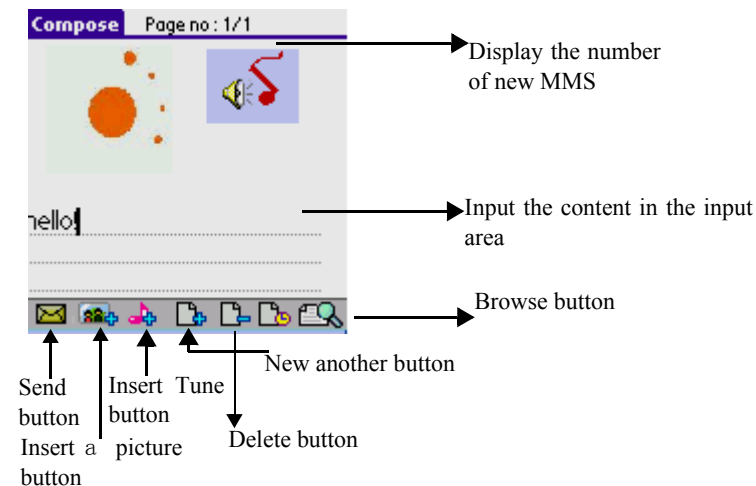 Compose Page no : 1/1
Display the number
of new MMS
hello!
Input the content in the input
area
Browse button
New another button
Send
button
Insert Tune
button
Insert a picture
button
Delete button